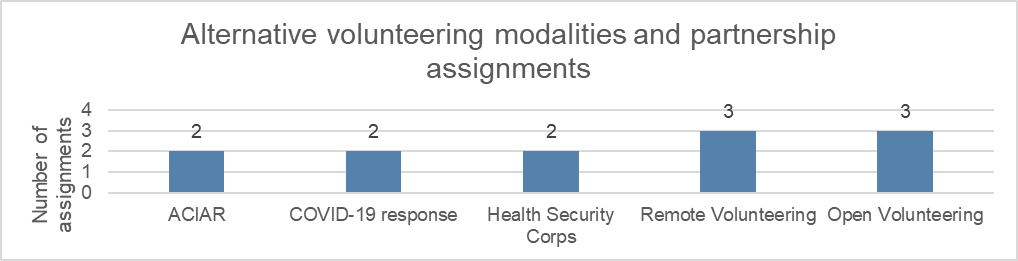 Alternative volunteering modalities and partnership
assignments
Number of
assignments
4
3
2
1
0
2
2
2
3
3
ACIAR
COVID-19 response
Health Security
Corps
Remote Volunteering
Open Volunteering